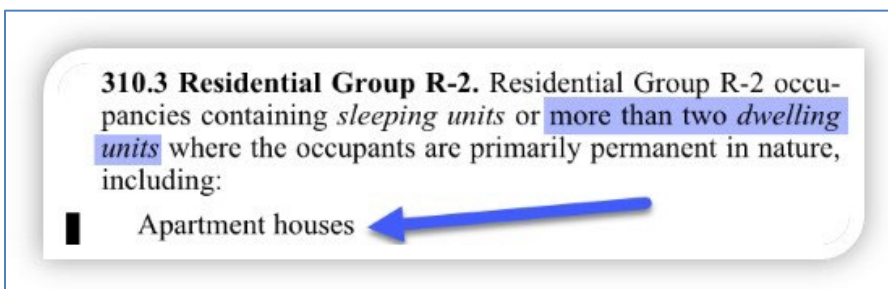 310.3 Residential Group R-2. Residential Group R-2 occu-
pancies containing sleeping units or more than two dwelling
units where the occupants are primarily permanent in nature,
including:
Apartment houses